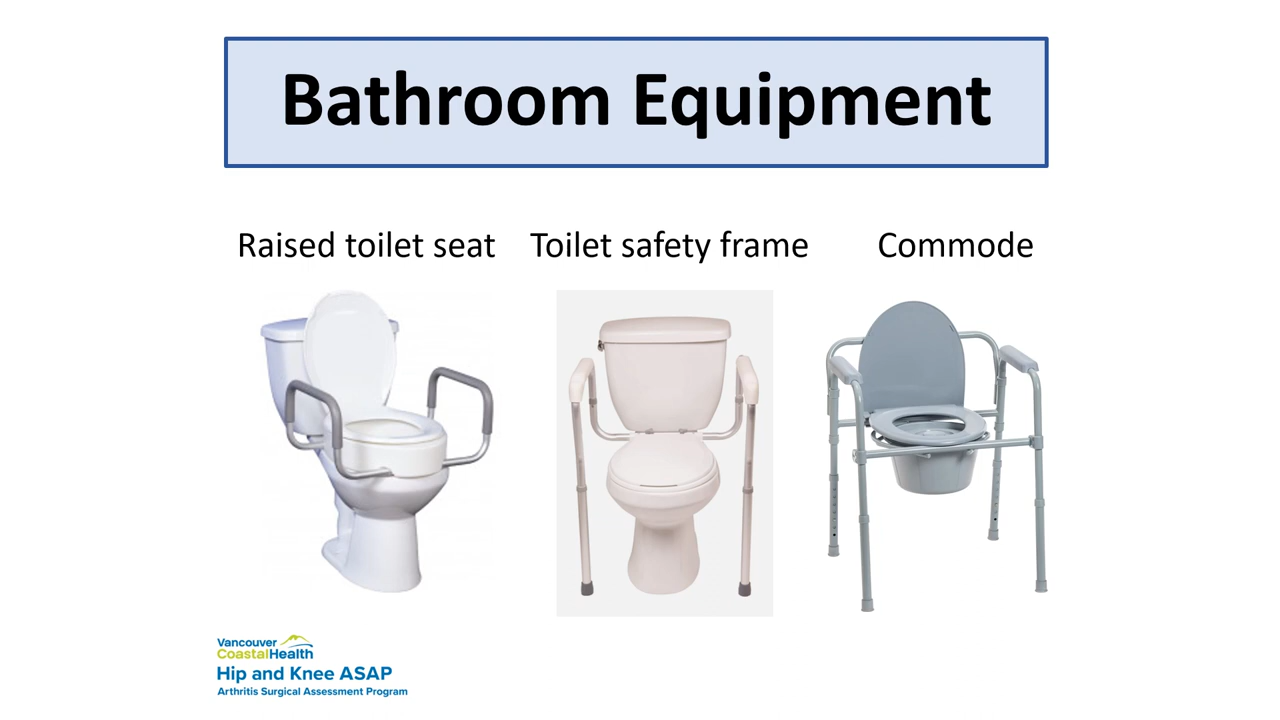 Bathroom Equipment
Raised toilet seat
Toilet safety frame
Commode
Vancouver
CoastalHealth
Hip and Knee ASAP
Arthritis Surgical Assessment Program